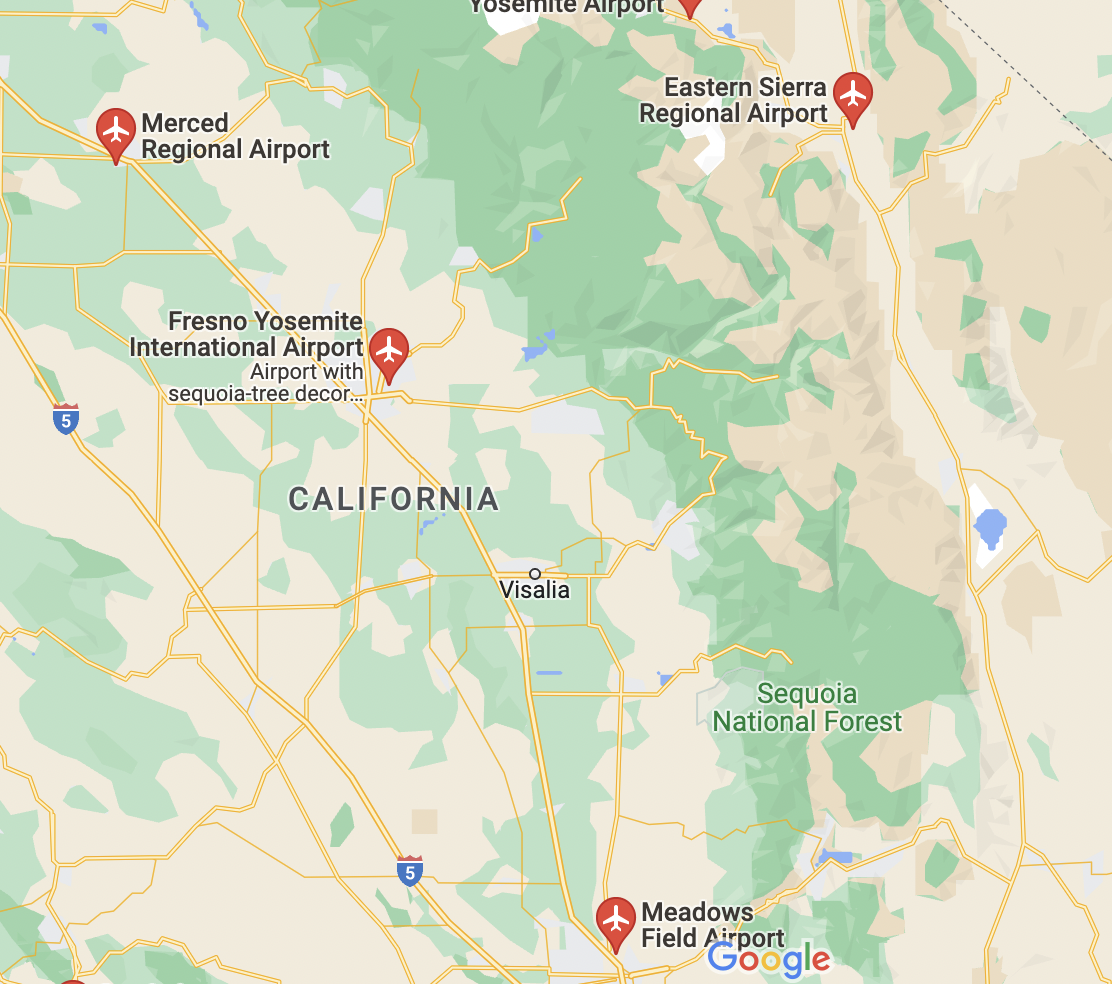 Yosemite Airport
Eastern Sierra
Regional Airport
Merced
Regional Airport
Fresno Yosemite
International Airport
Airport with
sequoia-tree decor...
5
CALIFORNIA
Visalia
Sequoia
National Forest
5
Meadows
Field Airport
Google